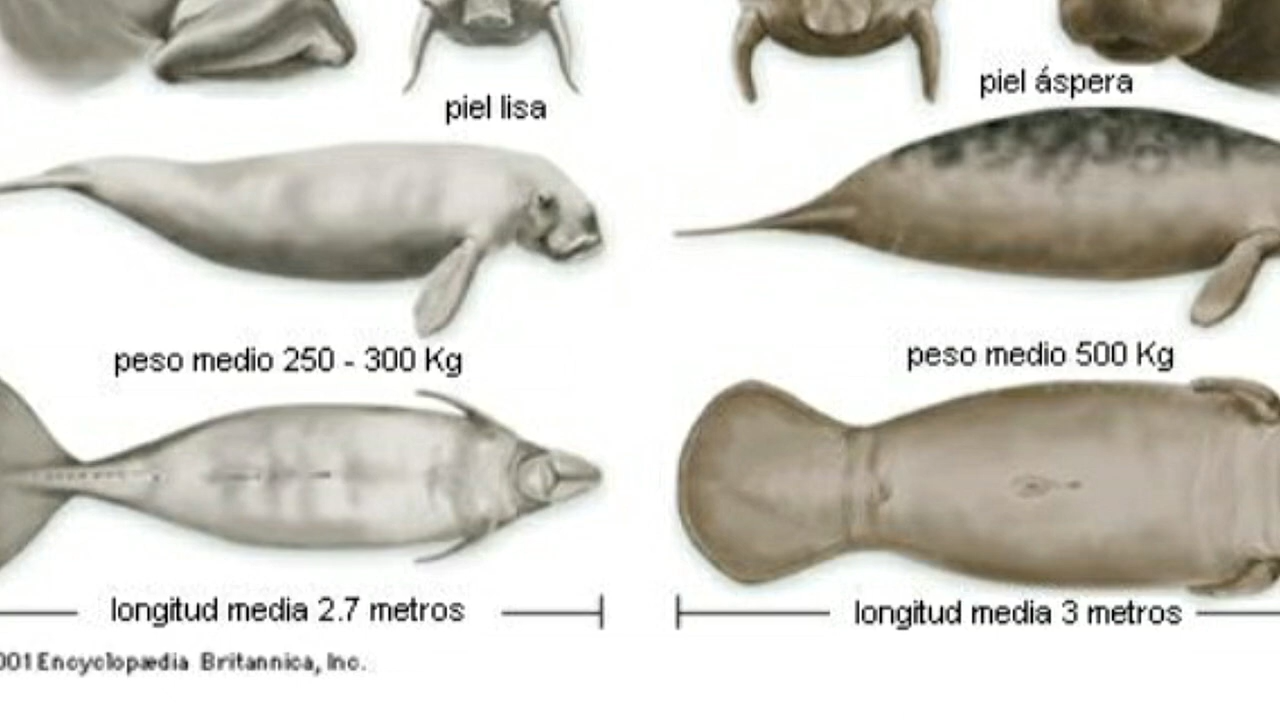 piel lisa
piel áspera
peso medio 250 - 300 Kg
peso medio 500 Kg
longitud media 2.7 metros
longitud media 3 metros
001 Encyclopædia Britannica, Inc.